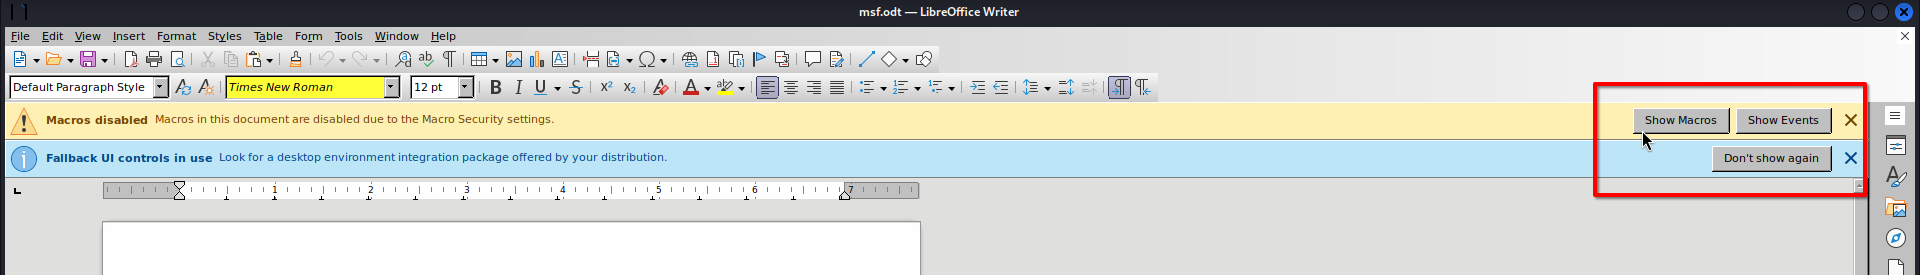 msf.odt — LibreOffice Writer
File Edit View Insert Format Styles Table Form Tools Window Help
Default Paragraph Style Times New Roman 12 pt B I U S X² X₂ A
Macros disabled Macros in this document are disabled due to the Macro Security settings. Show Macros Show Events
Fallback UI controls in use Look for a desktop environment integration package offered by your distribution. Don't show again
1 2 3 4 5 6 7